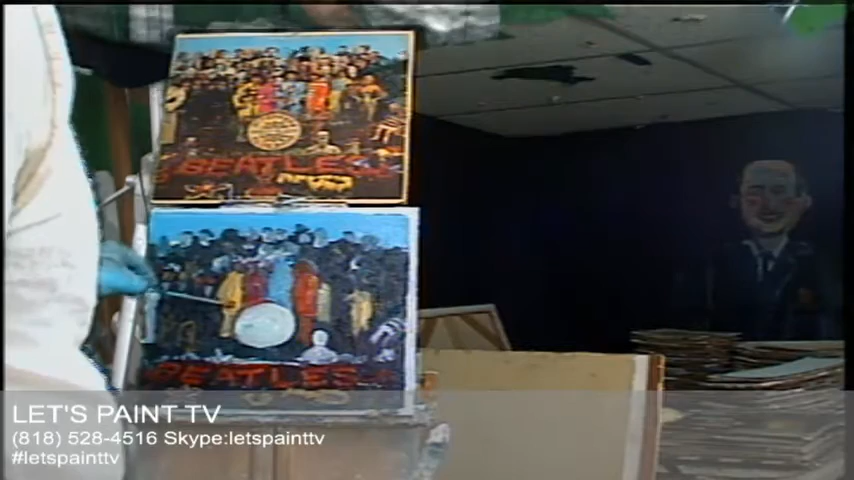 BEATLES
BEATLES
LET'S PAINT TV
(818) 528-4516 Skype:letspainttv
#letspainttv